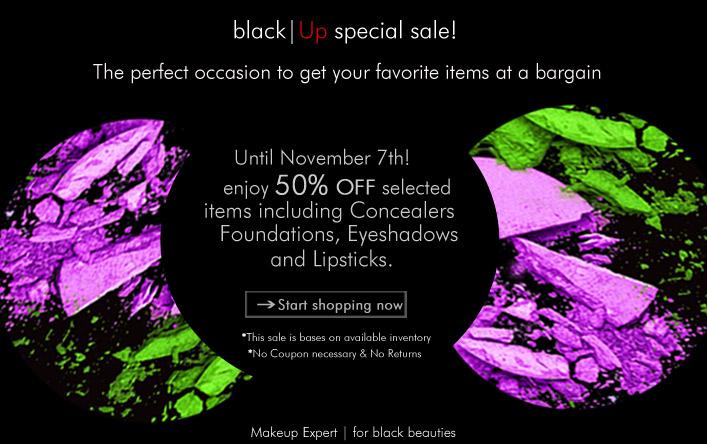 black|Up special sale!
The perfect occasion to get your favorite items at a bargain
Until November 7th!
enjoy 50% OFF selected
items including Concealers
Foundations, Eyeshadows
and Lipsticks.
→Start shopping now
*This sale is bases on available inventory
*No Coupon necessary & No Returns
Makeup Expert | for black beauties